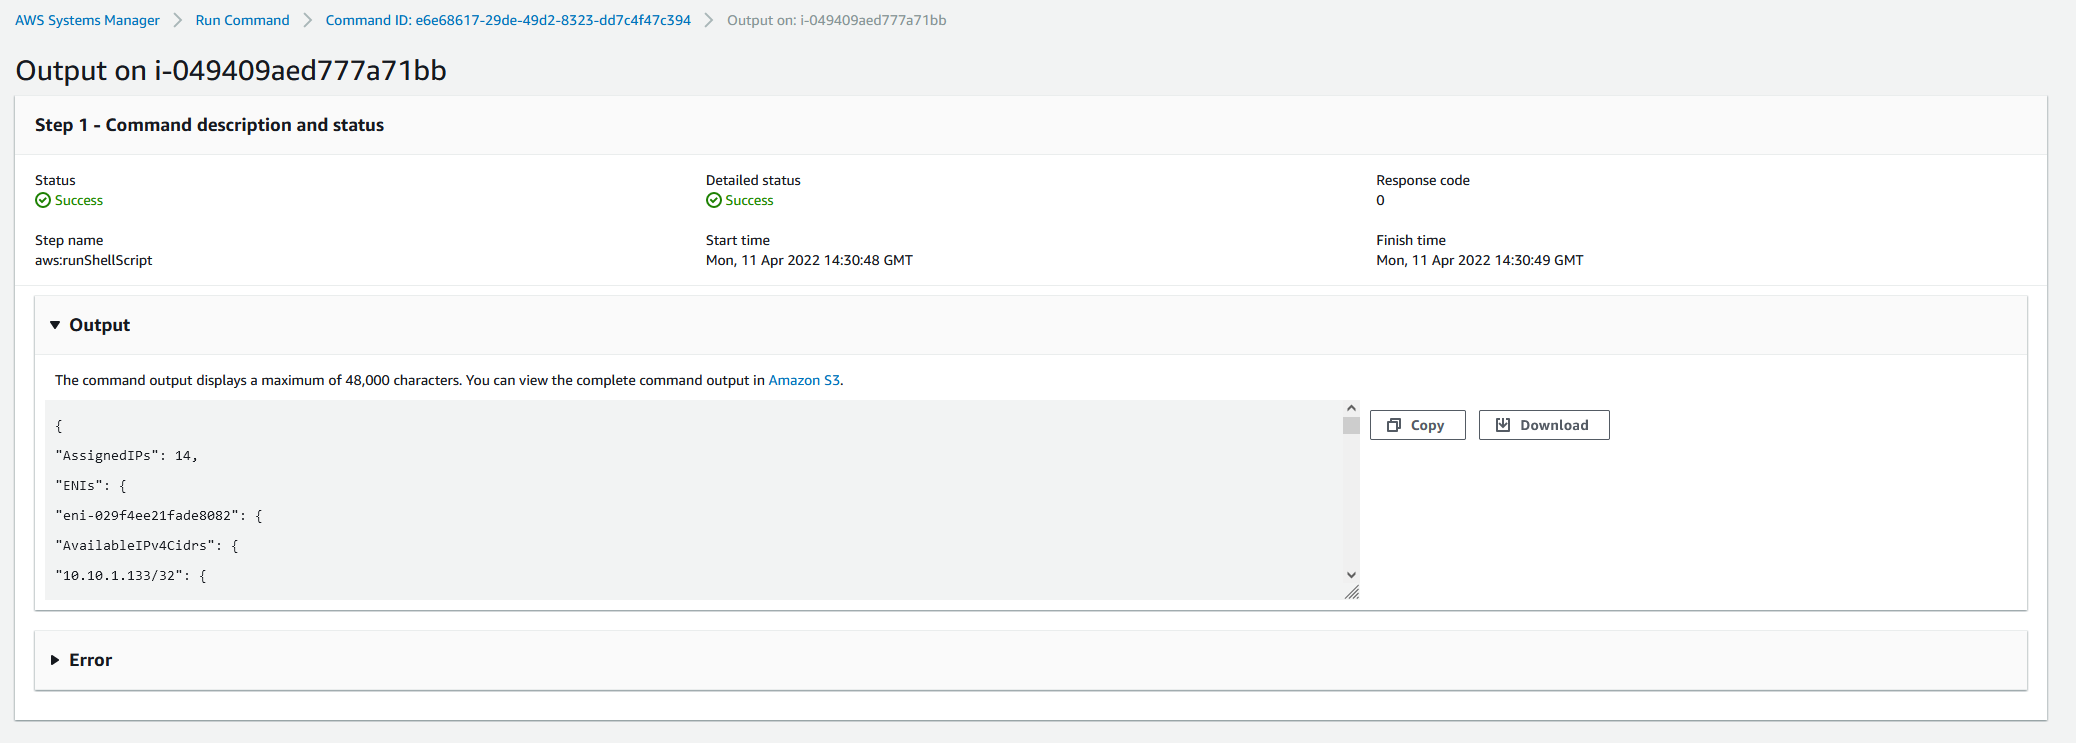 AWS Systems Manager > Run Command > Command ID: e6e68617-29de-49d2-8323-dd7c4f47c394 > Output on: i-049409aed777a71bb
Output on i-049409aed777a71bb
Step 1 - Command description and status
Status Detailed status Response code
Success Success 0
Step name Start time Finish time
aws:runShellScript Mon, 11 Apr 2022 14:30:48 GMT Mon, 11 Apr 2022 14:30:49 GMT
Output
The command output displays a maximum of 48,000 characters. You can view the complete command output in Amazon S3.
{
"AssignedIPs": 14,
"ENIs": {
"eni-029f4ee21fade8082": {
"AvailableIPv4Cidrs": {
"10.10.1.133/32": {
Copy Download
Error